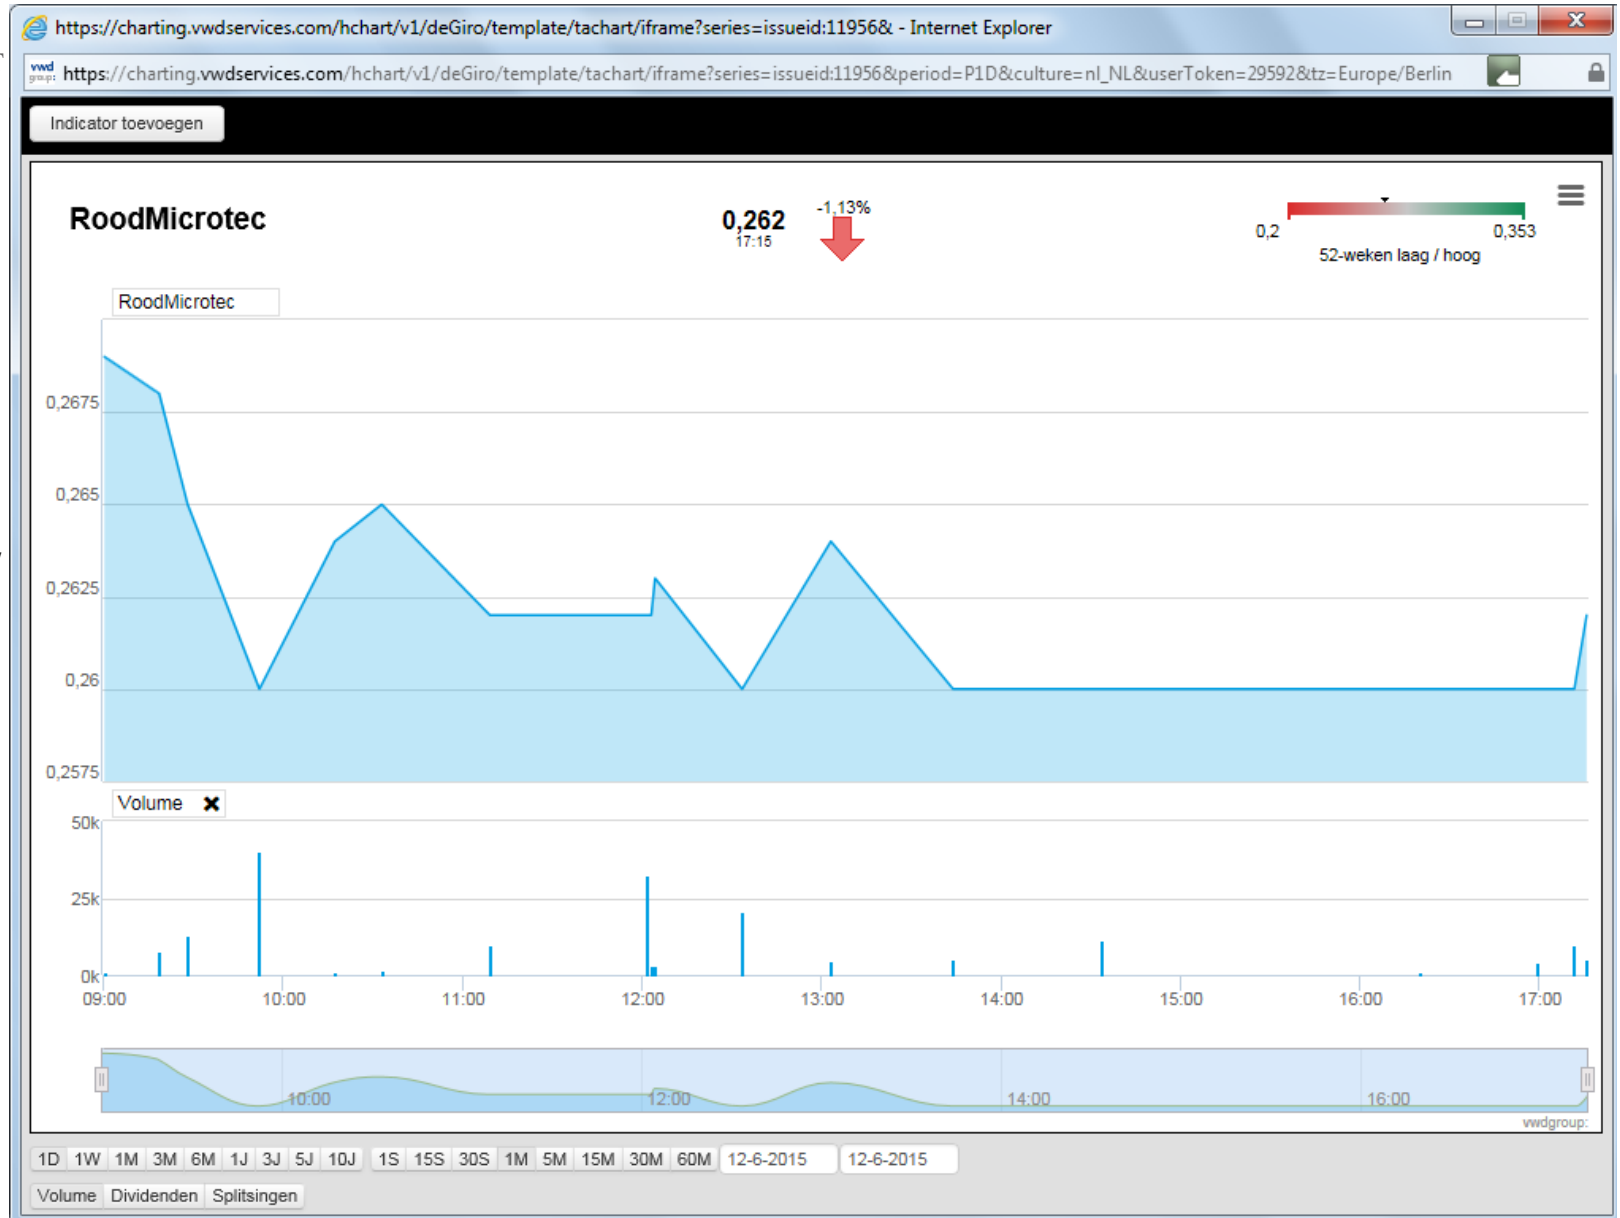 https://charting.vwdservices.com/hchart/v1/deGiro/template/tachart/iframe?series=issueid:11956& - Internet Explorer
vwd group: https://charting.vwdservices.com/hchart/v1/deGiro/template/tachart/iframe?series=issueid:11956&period=P1D&culture=nl_NL&userToken=29592&tz=Europe/Berlin
Indicator toevoegen
RoodMicrotec
0,262
17:15
-1,13%
0,2 0,353
52-weken laag / hoog
RoodMicrotec
0,2675
0,265
0,2625
0,26
0,2575
Volume
50k
25k
0k
09:00 10:00 11:00 12:00 13:00 14:00 15:00 16:00 17:00
10:00 12:00 14:00 16:00
vwdgroup:
1D 1W 1M 3M 6M 1J 3J 5J 10J 1S 15S 30S 1M 5M 15M 30M 60M 12-6-2015 12-6-2015
Volume Dividenden Splitsingen